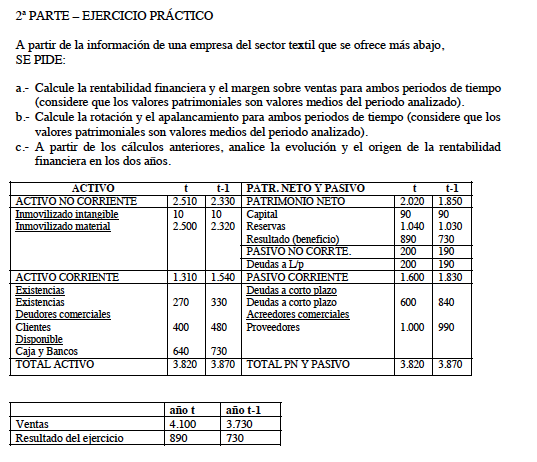 2ª PARTE – EJERCICIO PRÁCTICO
A partir de la información de una empresa del sector textil que se ofrece más abajo,
SE PIDE:
a.- Calcule la rentabilidad financiera y el margen sobre ventas para ambos periodos de tiempo
(considere que los valores patrimoniales son valores medios del periodo analizado).
b.- Calcule la rotación y el apalancamiento para ambos periodos de tiempo (considere que los
valores patrimoniales son valores medios del periodo analizado).
c.- A partir de los cálculos anteriores, analice la evolución y el origen de la rentabilidad
financiera en los dos años.
ACTIVO t t-1 PATR. NETO Y PASIVO t t-1
ACTIVO NO CORRIENTE 2.510 2.330 PATRIMONIO NETO 2.020 1.850
Inmovilizado intangible 10 10 Capital 90 90
Inmovilizado material 2.500 2.320 Reservas 1.040 1.030
Resultado (beneficio) 890 730
PASIVO NO CORRTE. 200 190
Deudas a L/p 200 190
ACTIVO CORRIENTE 1.310 1.540 PASIVO CORRIENTE 1.600 1.830
Existencias Deudas a corto plazo
Existencias 270 330 Deudas a corto plazo 600 840
Deudores comerciales Acreedores comerciales
Clientes 400 480 Proveedores 1.000 990
Disponible
Caja y Bancos 640 730
TOTAL ACTIVO 3.820 3.870 TOTAL PN Y PASIVO 3.820 3.870
año t año t-1
Ventas 4.100 3.730
Resultado del ejercicio 890 730